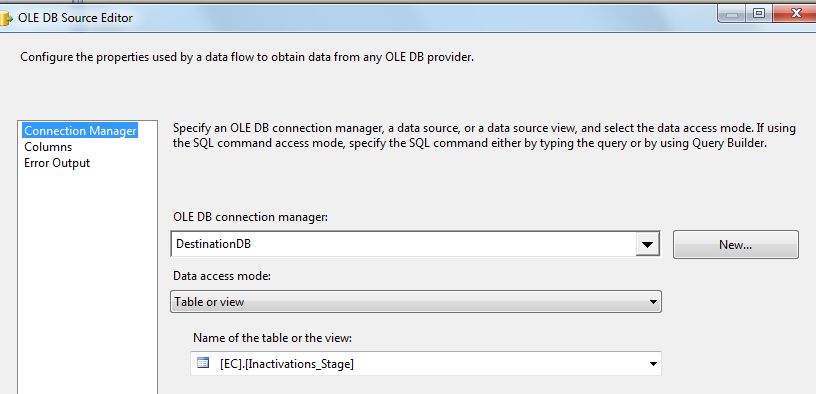 OLE DB Source Editor
Configure the properties used by a data flow to obtain data from any OLE DB provider.
Connection Manager
Columns
Error Output
Specify an OLE DB connection manager, a data source, or a data source view, and select the data access mode. If using
the SQL command access mode, specify the SQL command either by typing the query or by using Query Builder.
OLE DB connection manager:
DestinationDB
New...
Data access mode:
Table or view
Name of the table or the view:
[EC].[Inactivations_Stage]